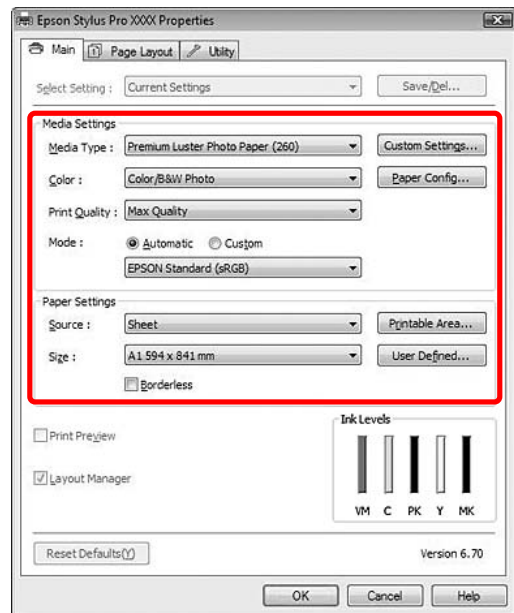 Epson Stylus Pro XXXX Properties
Main Page Layout Utility
Select Setting : Current Settings Save/Del...
Media Settings
Media Type : Premium Luster Photo Paper (260) Custom Settings...
Color : Color/B&W Photo Paper Config...
Print Quality : Max Quality
Mode : Automatic Custom
EPSON Standard (sRGB)
Paper Settings
Source : Sheet Printable Area...
Size : A1 594 x 841 mm User Defined...
Borderless
Print Preview
Layout Manager
Ink Levels
VM C PK Y MK
Reset Defaults(Y) Version 6.70
OK Cancel Help